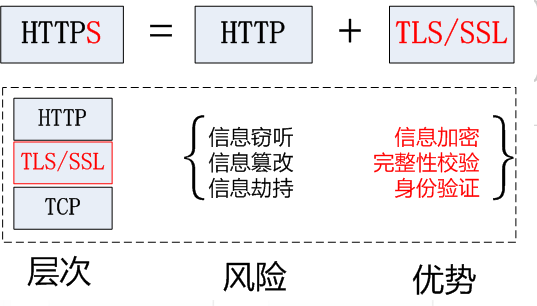 HTTPS = HTTP + TLS/SSL
HTTP
TLS/SSL
TCP
信息窃听
信息篡改
信息劫持
信息加密
完整性校验
身份验证
层次
风险
优势